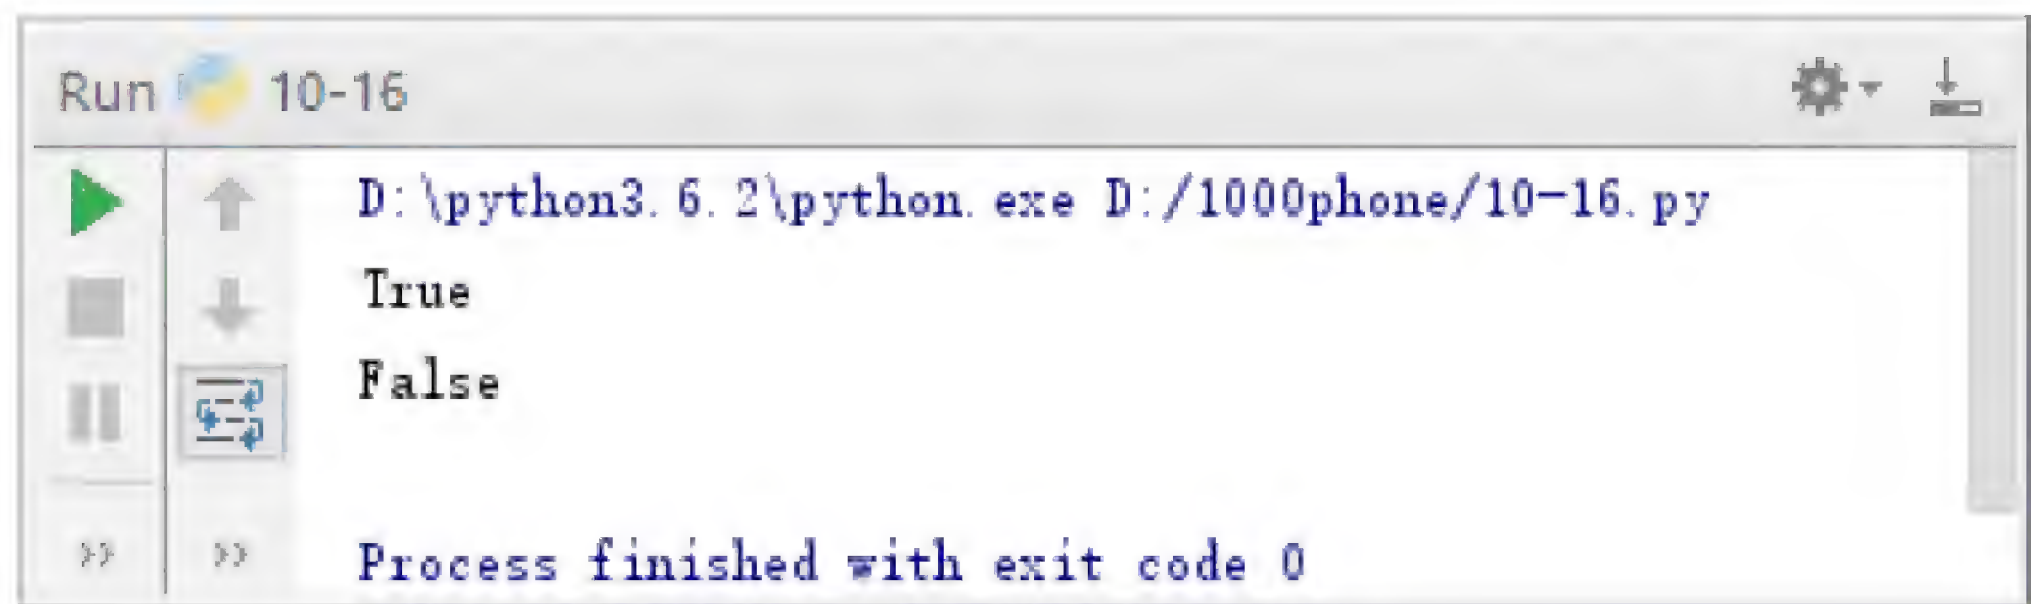 Run 10-16
D:\python3.6.2\python.exe D:/1000phone/10-16.py
True
False
Process finished with exit code 0